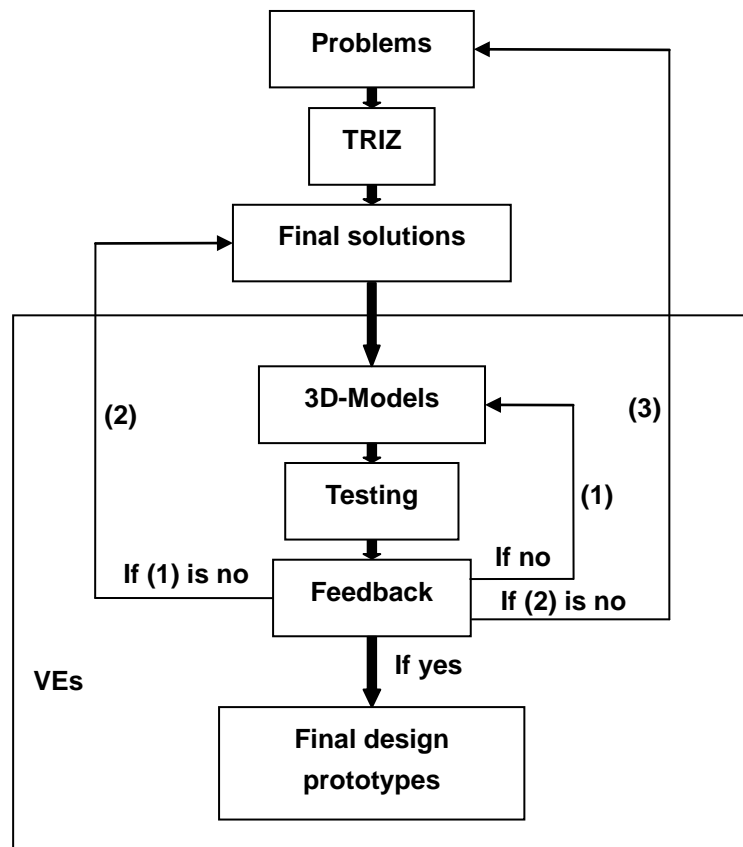 Problems
TRIZ
Final solutions
3D-Models
(2)
(3)
Testing
(1)
If (1) is no
If no
Feedback
If (2) is no
If yes
VEs
Final design
prototypes